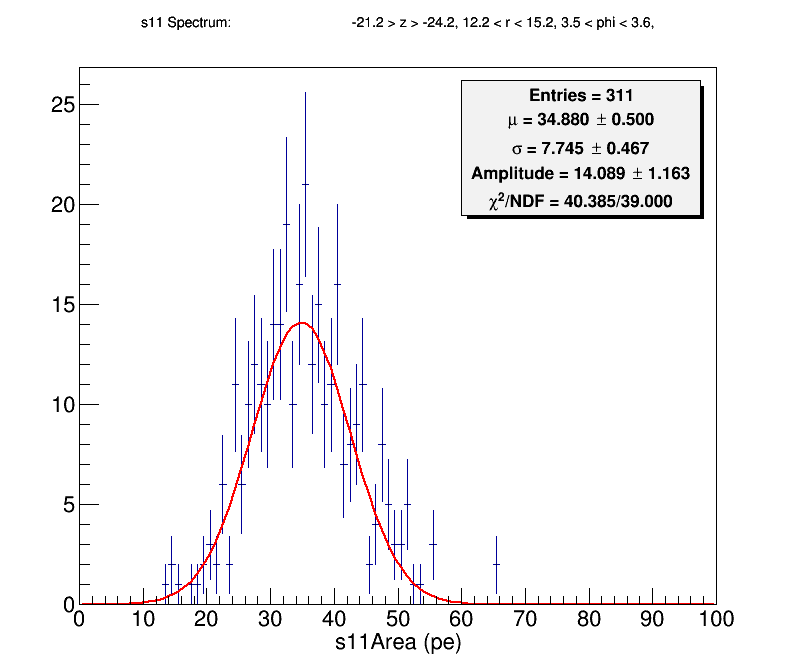 s11 Spectrum: -21.2 > z > -24.2, 12.2 < r < 15.2, 3.5 < phi < 3.6,
Entries = 311
μ = 34.880 ± 0.500
σ = 7.745 ± 0.467
Amplitude = 14.089 ± 1.163
χ²/NDF = 40.385/39.000
25
20
15
10
5
0
0 10 20 30 40 50 60 70 80 90 100
s11Area (pe)